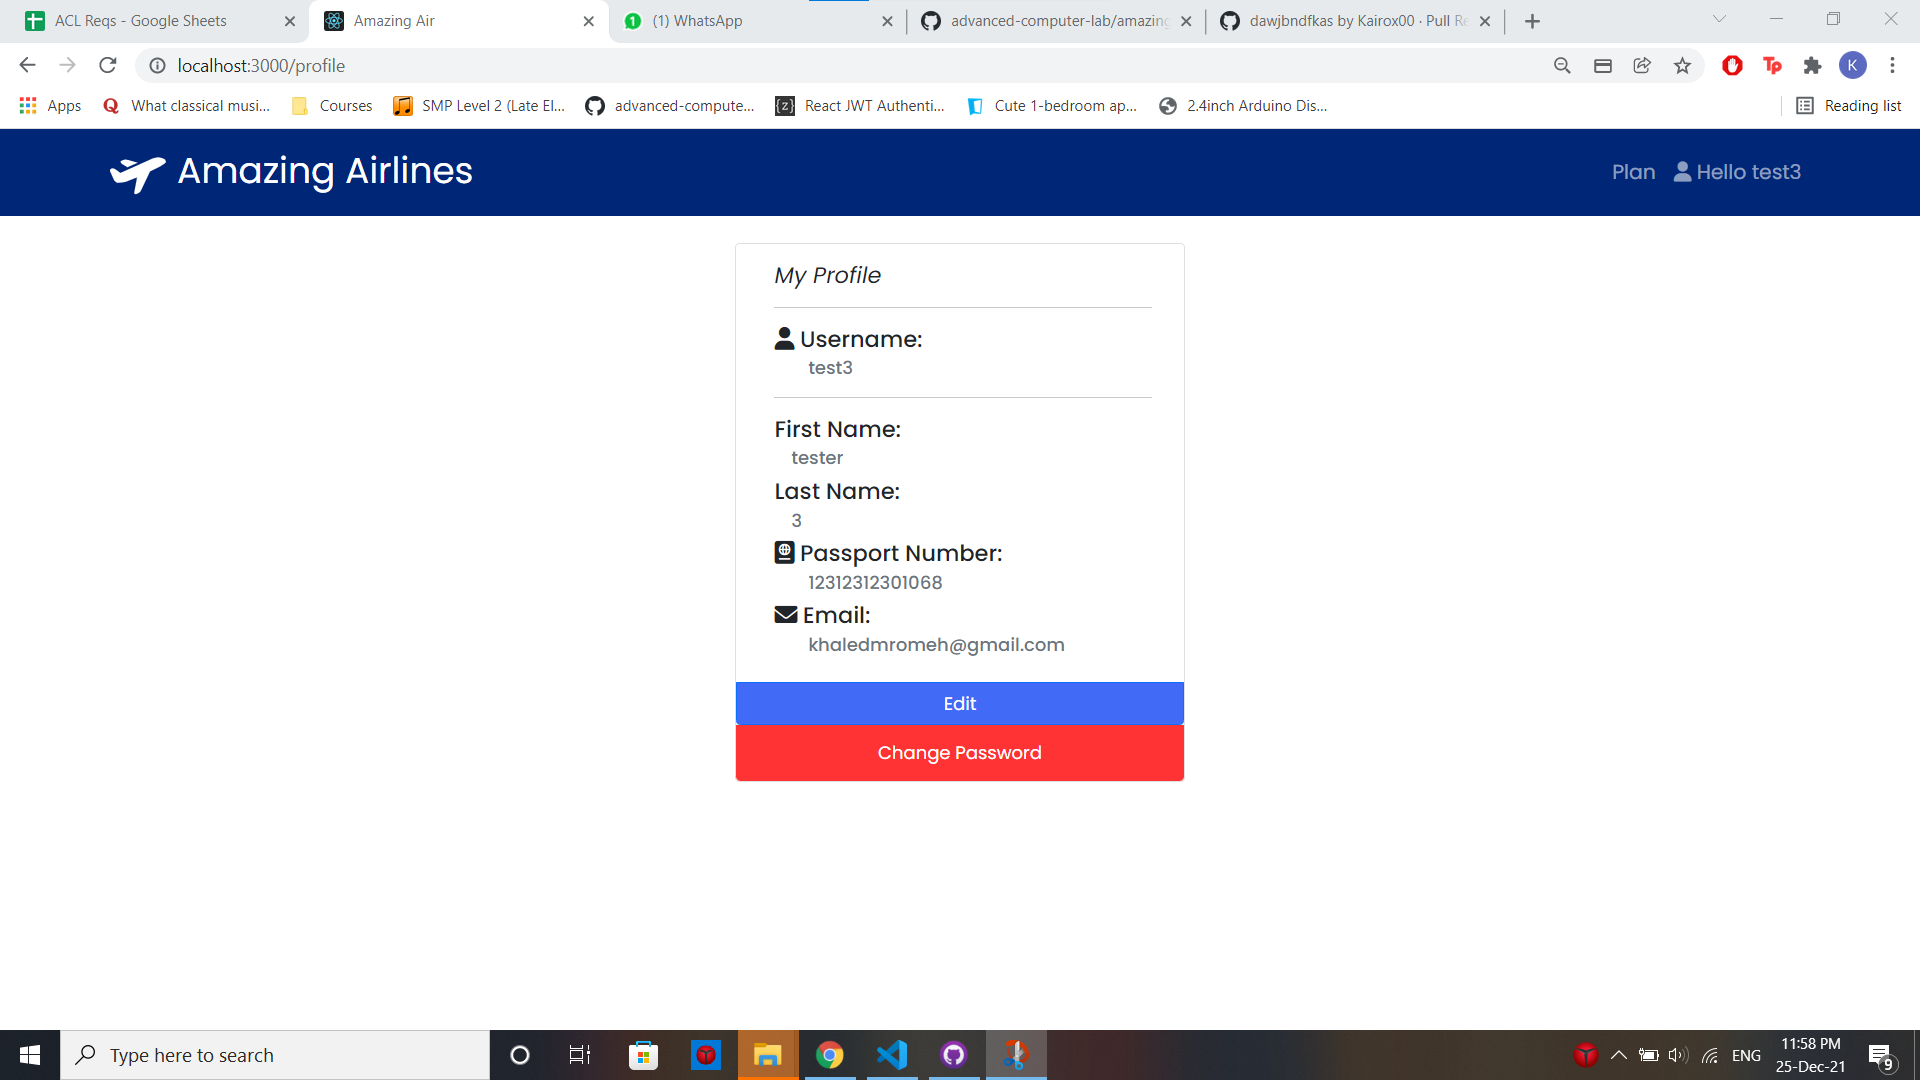 ACL Reqs - Google Sheets
Amazing Air
(1) WhatsApp
advanced-computer-lab/amazing
dawjbndfkas by Kairox00 · Pull Re
localhost:3000/profile
K
Apps
What classical musi...
Courses
SMP Level 2 (Late El...
advanced-compute...
React JWT Authenti...
Cute 1-bedroom ap...
2.4inch Arduino Dis...
Reading list
Amazing Airlines
Plan
Hello test3
My Profile
Username:
test3
First Name:
tester
Last Name:
3
Passport Number:
12312312301068
Email:
khaledmromeh@gmail.com
Edit
Change Password
Type here to search
ENG
11:58 PM
25-Dec-21
9